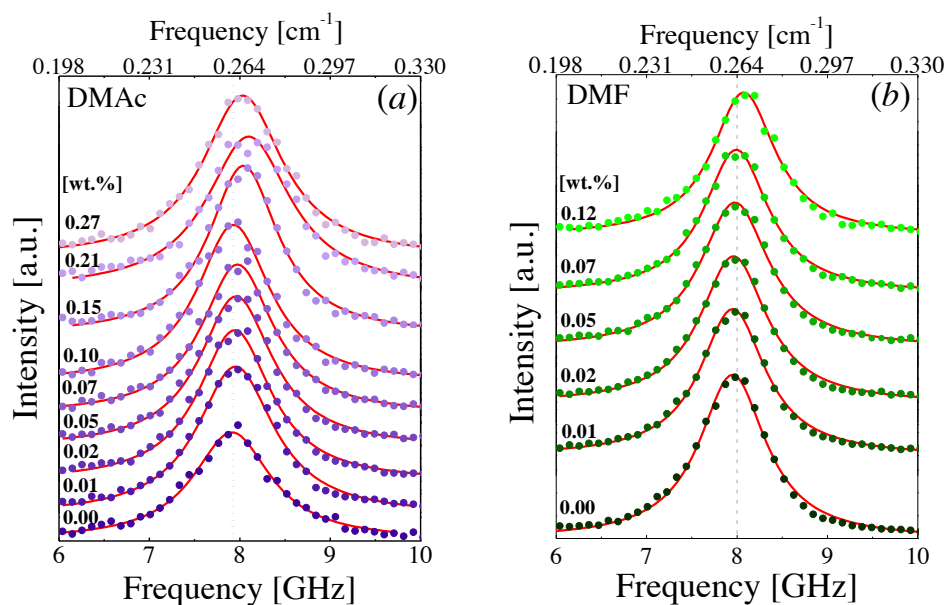 Frequency [cm⁻¹]
0.198 0.231 0.264 0.297 0.330
DMAc
(a)
[wt.%]
0.27
0.21
0.15
0.10
0.07
0.05
0.02
0.01
0.00
Intensity [a.u.]
6 7 8 9 10
Frequency [GHz]
Frequency [cm⁻¹]
0.198 0.231 0.264 0.297 0.330
DMF
(b)
[wt.%]
0.12
0.07
0.05
0.02
0.01
0.00
Intensity [a.u.]
6 7 8 9 10
Frequency [GHz]